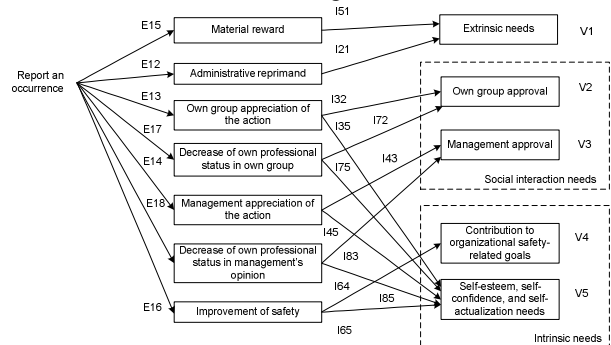 I51
E15
Material reward
Extrinsic needs
V1
I21
E12
Report an
occurrence
Administrative reprimand
E13
Own group appreciation of
the action
I32
I35
I72
Own group approval
V2
E17
Decrease of own professional
status in own group
E14
I75
I43
Management approval
V3
Social interaction needs
E18
Management appreciation of
the action
I45
Contribution to
organizational safety-
related goals
V4
Decrease of own professional
status in management's
opinion
I83
I64
Self-esteem, self-
confidence, and self-
actualization needs
V5
E16
Improvement of safety
I85
I65
Intrinsic needs